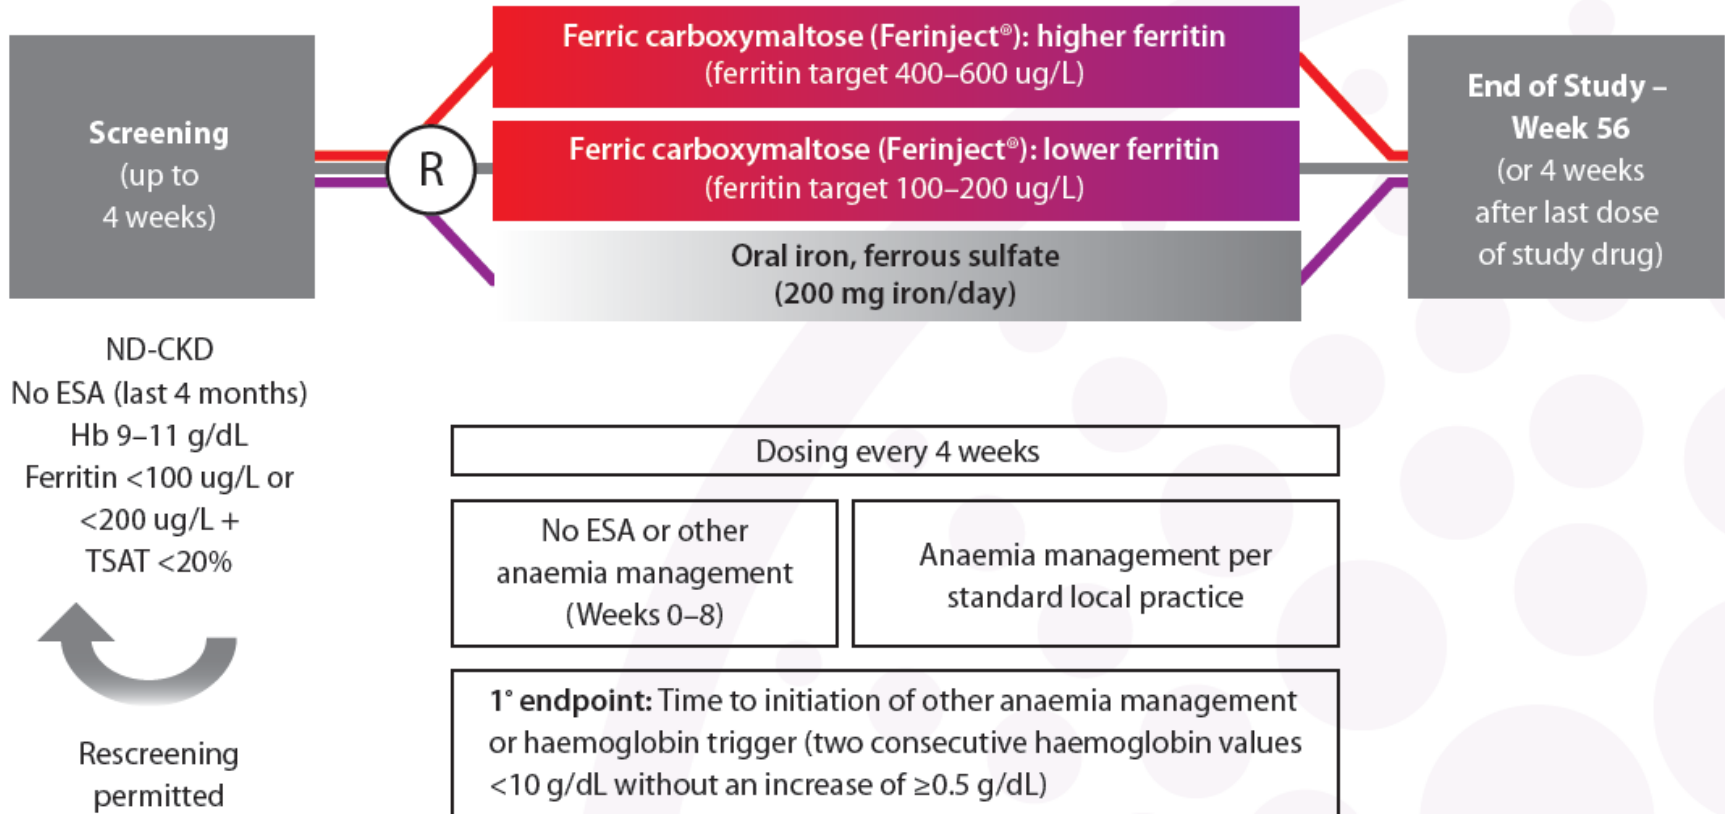 Screening
(up to
4 weeks)
R
Ferric carboxymaltose (Ferinject®): higher ferritin
(ferritin target 400–600 ug/L)
Ferric carboxymaltose (Ferinject®): lower ferritin
(ferritin target 100–200 ug/L)
Oral iron, ferrous sulfate
(200 mg iron/day)
End of Study –
Week 56
(or 4 weeks
after last dose
of study drug)
ND-CKD
No ESA (last 4 months)
Hb 9–11 g/dL
Ferritin <100 ug/L or
<200 ug/L +
TSAT <20%
Rescreening
permitted
Dosing every 4 weeks
No ESA or other
anaemia management
(Weeks 0–8)
Anaemia management per
standard local practice
1° endpoint: Time to initiation of other anaemia management
or haemoglobin trigger (two consecutive haemoglobin values
<10 g/dL without an increase of ≥0.5 g/dL)